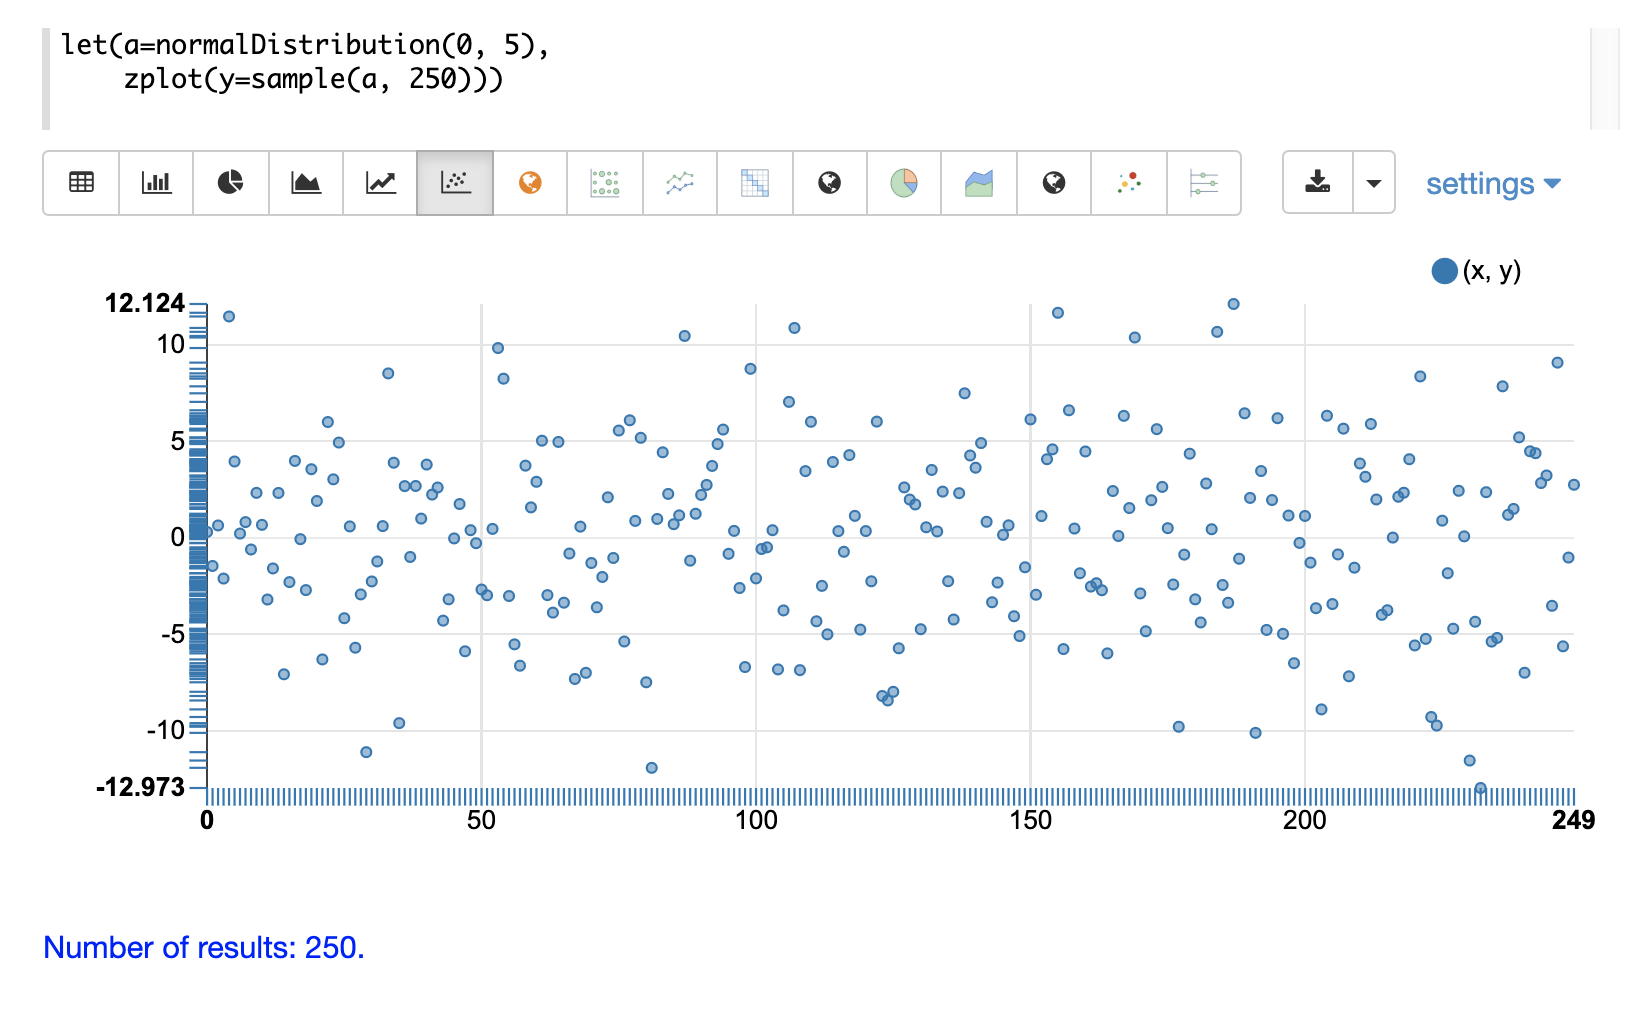 let(a=normalDistribution(0, 5),
zplot(y=sample(a, 250)))
settings
(x, y)
12.124
10
5
0
-5
-10
-12.973
0 50 100 150 200 249
Number of results: 250.